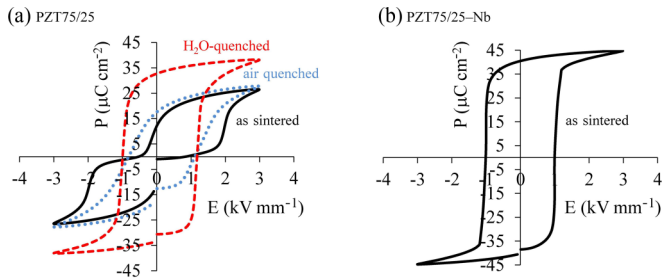 (a) PZT75/25
P (μC cm⁻²)
45
35
25
15
5
-5
-15
-25
-35
-45
-4 -3 -2 -1 0 1 2 3 4
H₂O-quenched
air quenched
as sintered
E (kV mm⁻¹)
(b) PZT75/25–Nb
P (μC cm⁻²)
45
35
25
15
5
-5
-15
-25
-35
-45
-4 -3 -2 -1 0 1 2 3 4
as sintered
E (kV mm⁻¹)